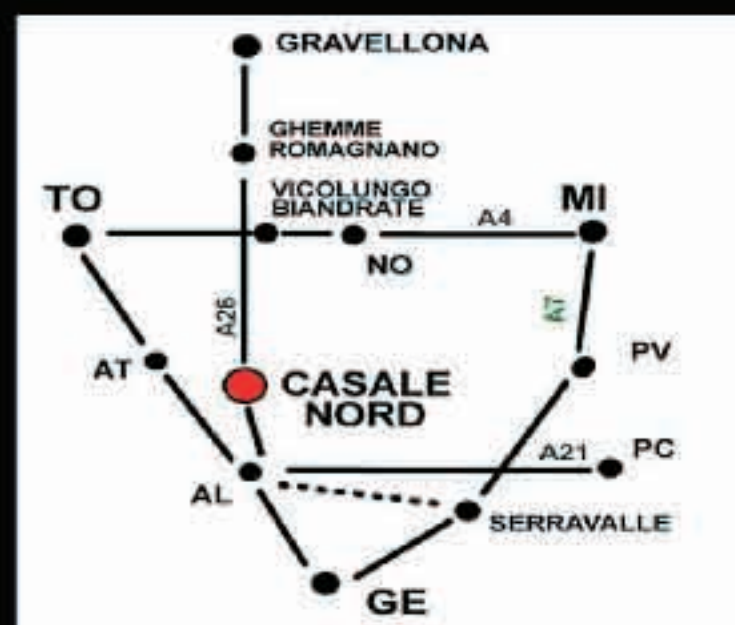 GRAVELLONA
GHEMME
ROMAGNANO
TO
VICOLUNGO
BIANDRATE
A4
MI
NO
A26
A7
AT
CASALE
NORD
PV
A21
PC
AL
SERRAVALLE
GE